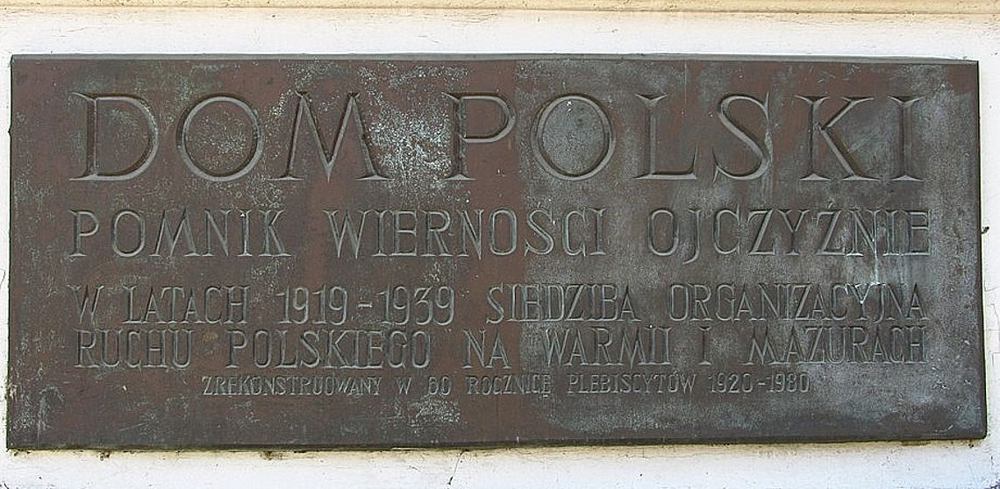 DOM POLSKI
POMNIK WIERNOŚCI OJCZYŹNIE
W LATACH 1919-1939 SIEDZIBA ORGANIZACYJNA
RUCHU POLSKIEGO NA WARMII I MAZURACH
ZREKONSTRUOWANY W 60 ROCZNICĘ PLEBISCYTÓW 1920-1980